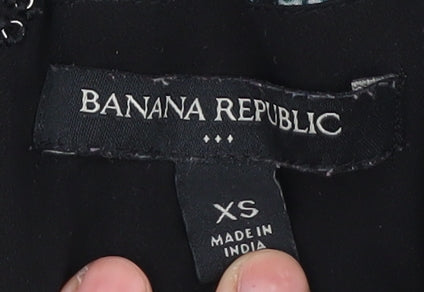 BANANA REPUBLIC
XS
MADE IN
INDIA